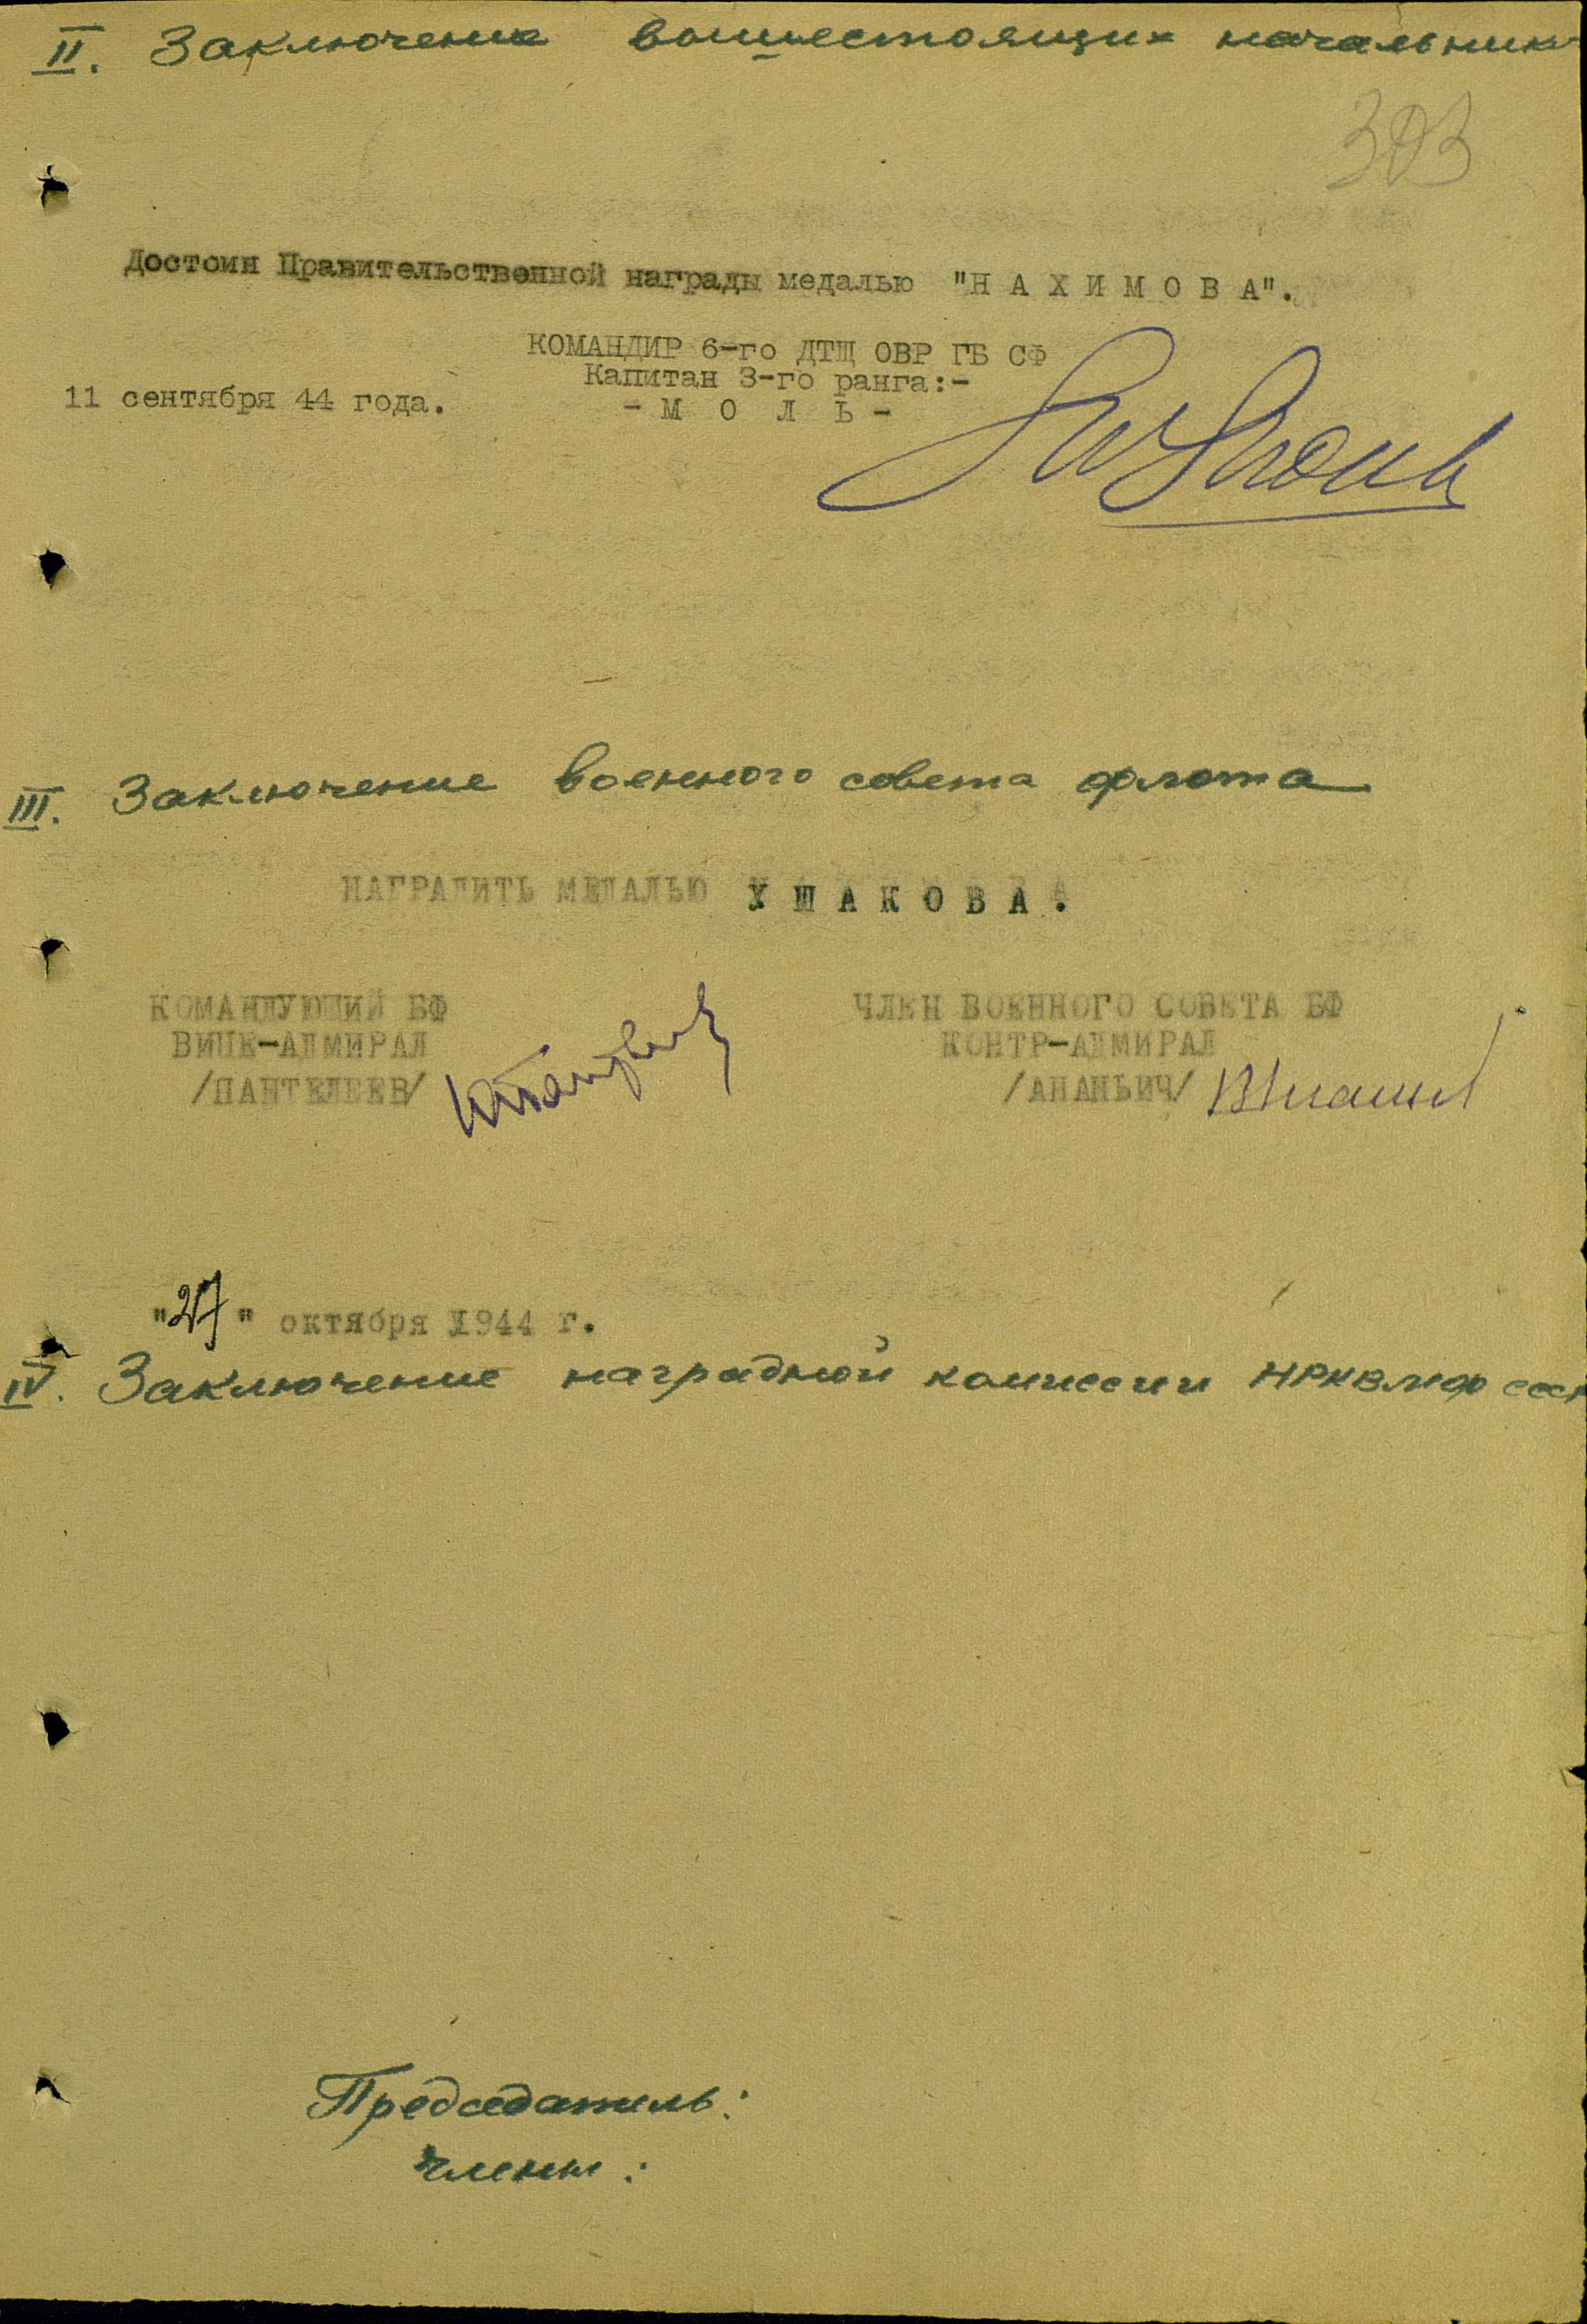 II. Заключение вышестоящих начальник
303
Достоин Правительственной награды медалью "Н А Х И М О В А".
КОМАНДИР 6-го ДТЩ ОВР ГБ СФ
Капитан 3-го ранга:-
11 сентября 44 года.
- М О Л Ь -
III. Заключение военного совета флота
НАГРАДИТЬ МЕДАЛЬЮ У Ш А К О В А .
КОМАНДУЮЩИЙ БФ ЧЛЕН ВОЕННОГО СОВЕТА БФ
ВИЦЕ-АДМИРАЛ КОНТР-АДМИРАЛ
/ПАНТЕЛЕЕВ/ /АНАНЬИЧ/
"27" октября 1944 г.
IV. Заключение наградной комиссии НРКВМФ ссср
Председатель:
члены: